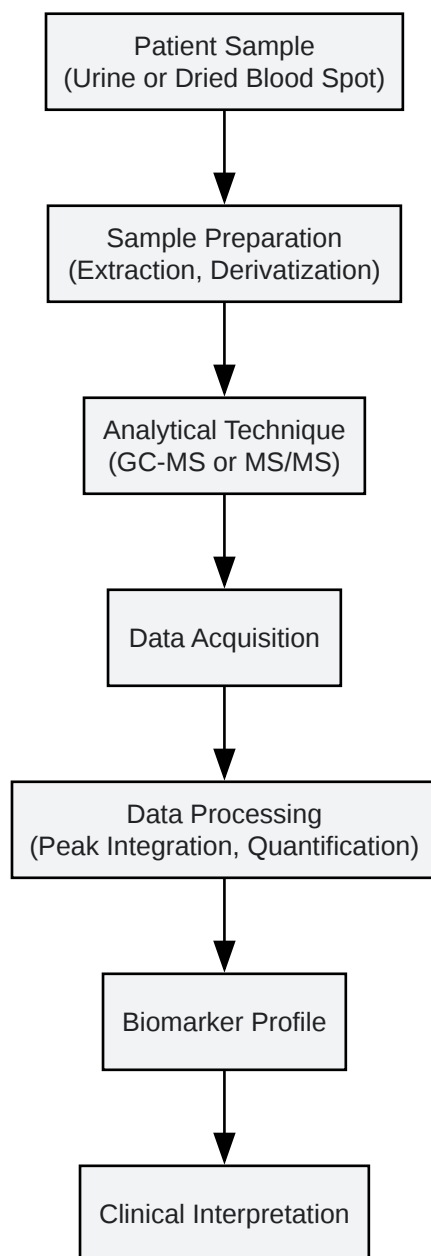 Patient Sample
(Urine or Dried Blood Spot)
Sample Preparation
(Extraction, Derivatization)
Analytical Technique
(GC-MS or MS/MS)
Data Acquisition
Data Processing
(Peak Integration, Quantification)
Biomarker Profile
Clinical Interpretation